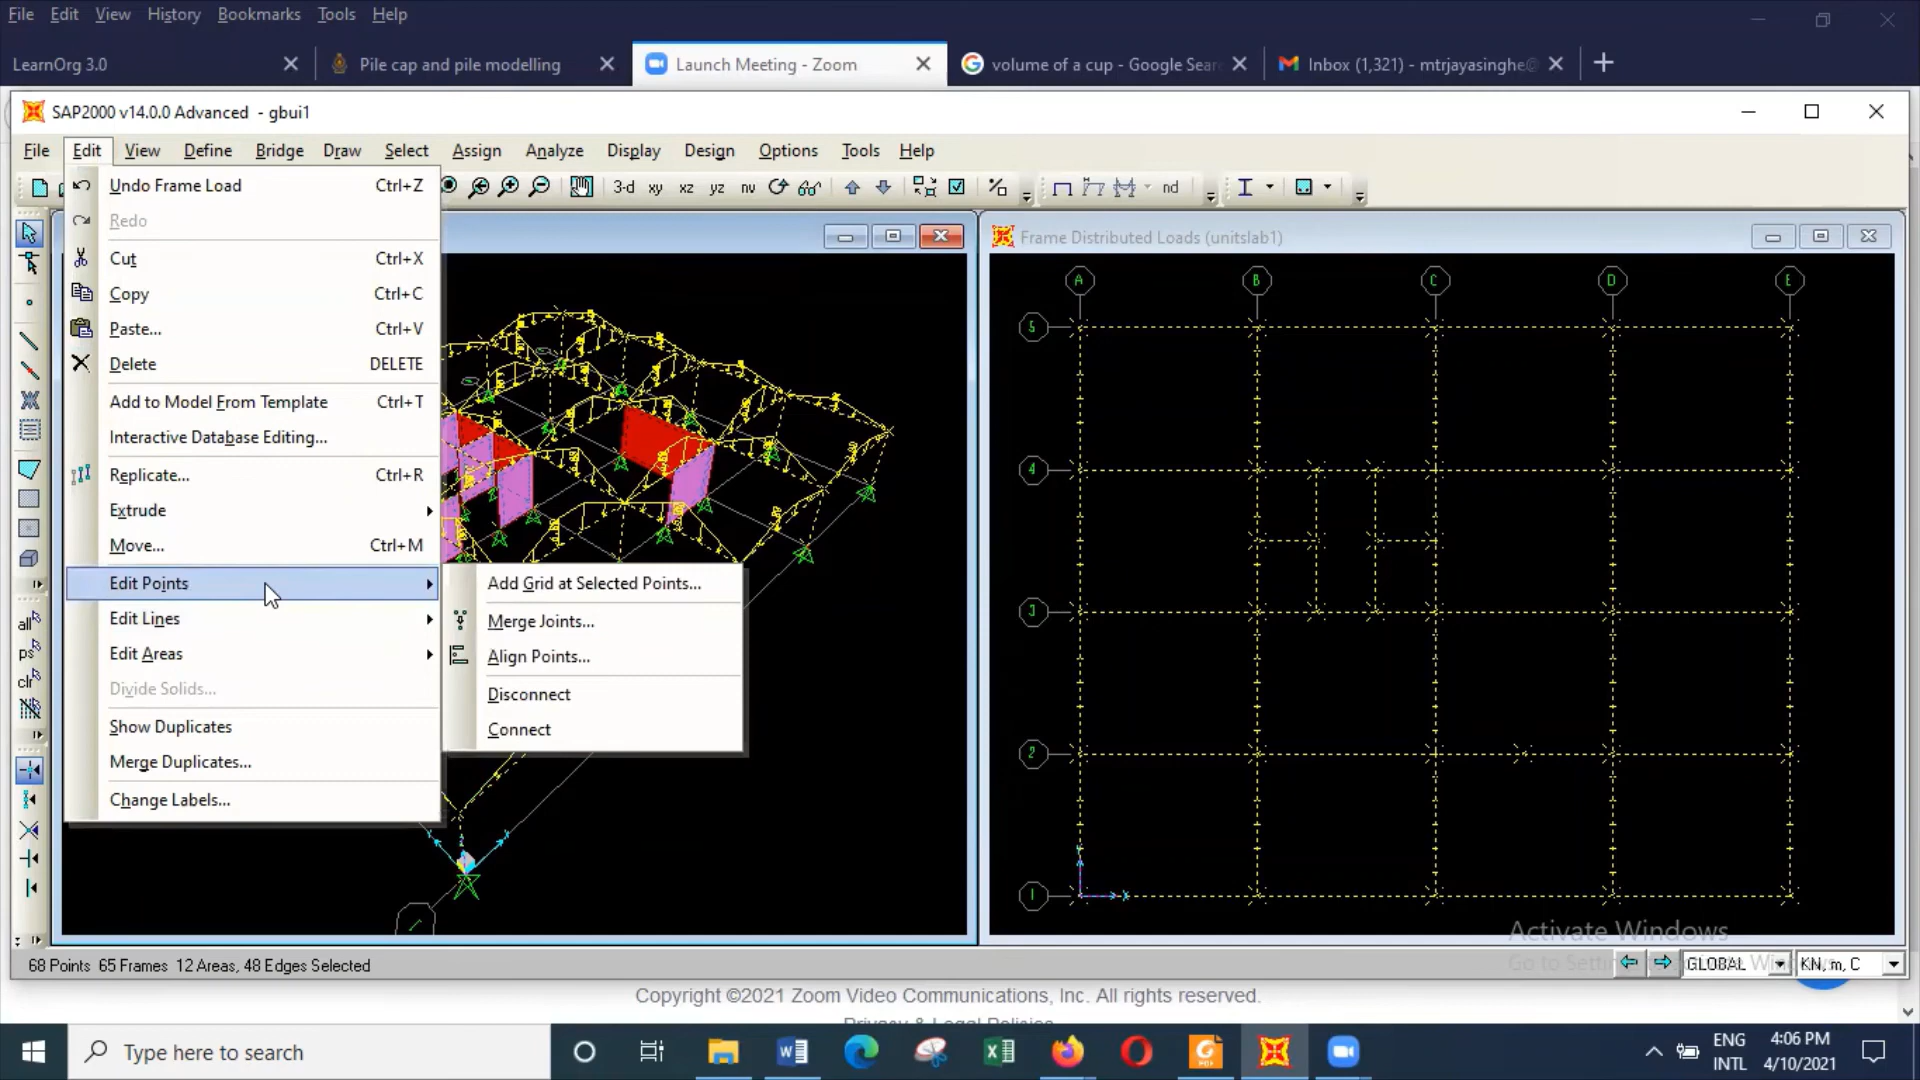 File Edit View History Bookmarks Tools Help
LearnOrg 3.0
Pile cap and pile modelling
Launch Meeting - Zoom
volume of a cup - Google Sear
Inbox (1,321) - mtrjayasinghe@
SAP2000 v14.0.0 Advanced - gbui1
File Edit View Define Bridge Draw Select Assign Analyze Display Design Options Tools Help
3-d xy xz yz nv nd
Undo Frame Load Ctrl+Z
Redo
Cut Ctrl+X
Copy Ctrl+C
Paste... Ctrl+V
Delete DELETE
Add to Model From Template Ctrl+T
Interactive Database Editing...
Replicate... Ctrl+R
Extrude
Move... Ctrl+M
Edit Points
Edit Lines
Edit Areas
Divide Solids...
Show Duplicates
Merge Duplicates...
Change Labels...
Add Grid at Selected Points...
Merge Joints...
Align Points...
Disconnect
Connect
all
ps
clr
Frame Distributed Loads (unitslab1)
A B C D E
5
4
3
2
1
Activate Windows
68 Points 65 Frames 12 Areas, 48 Edges Selected
GLOBAL
KN, m, C
Copyright ©2021 Zoom Video Communications, Inc. All rights reserved.
Privacy & Legal Policies
Type here to search
ENG
INTL
4:06 PM
4/10/2021